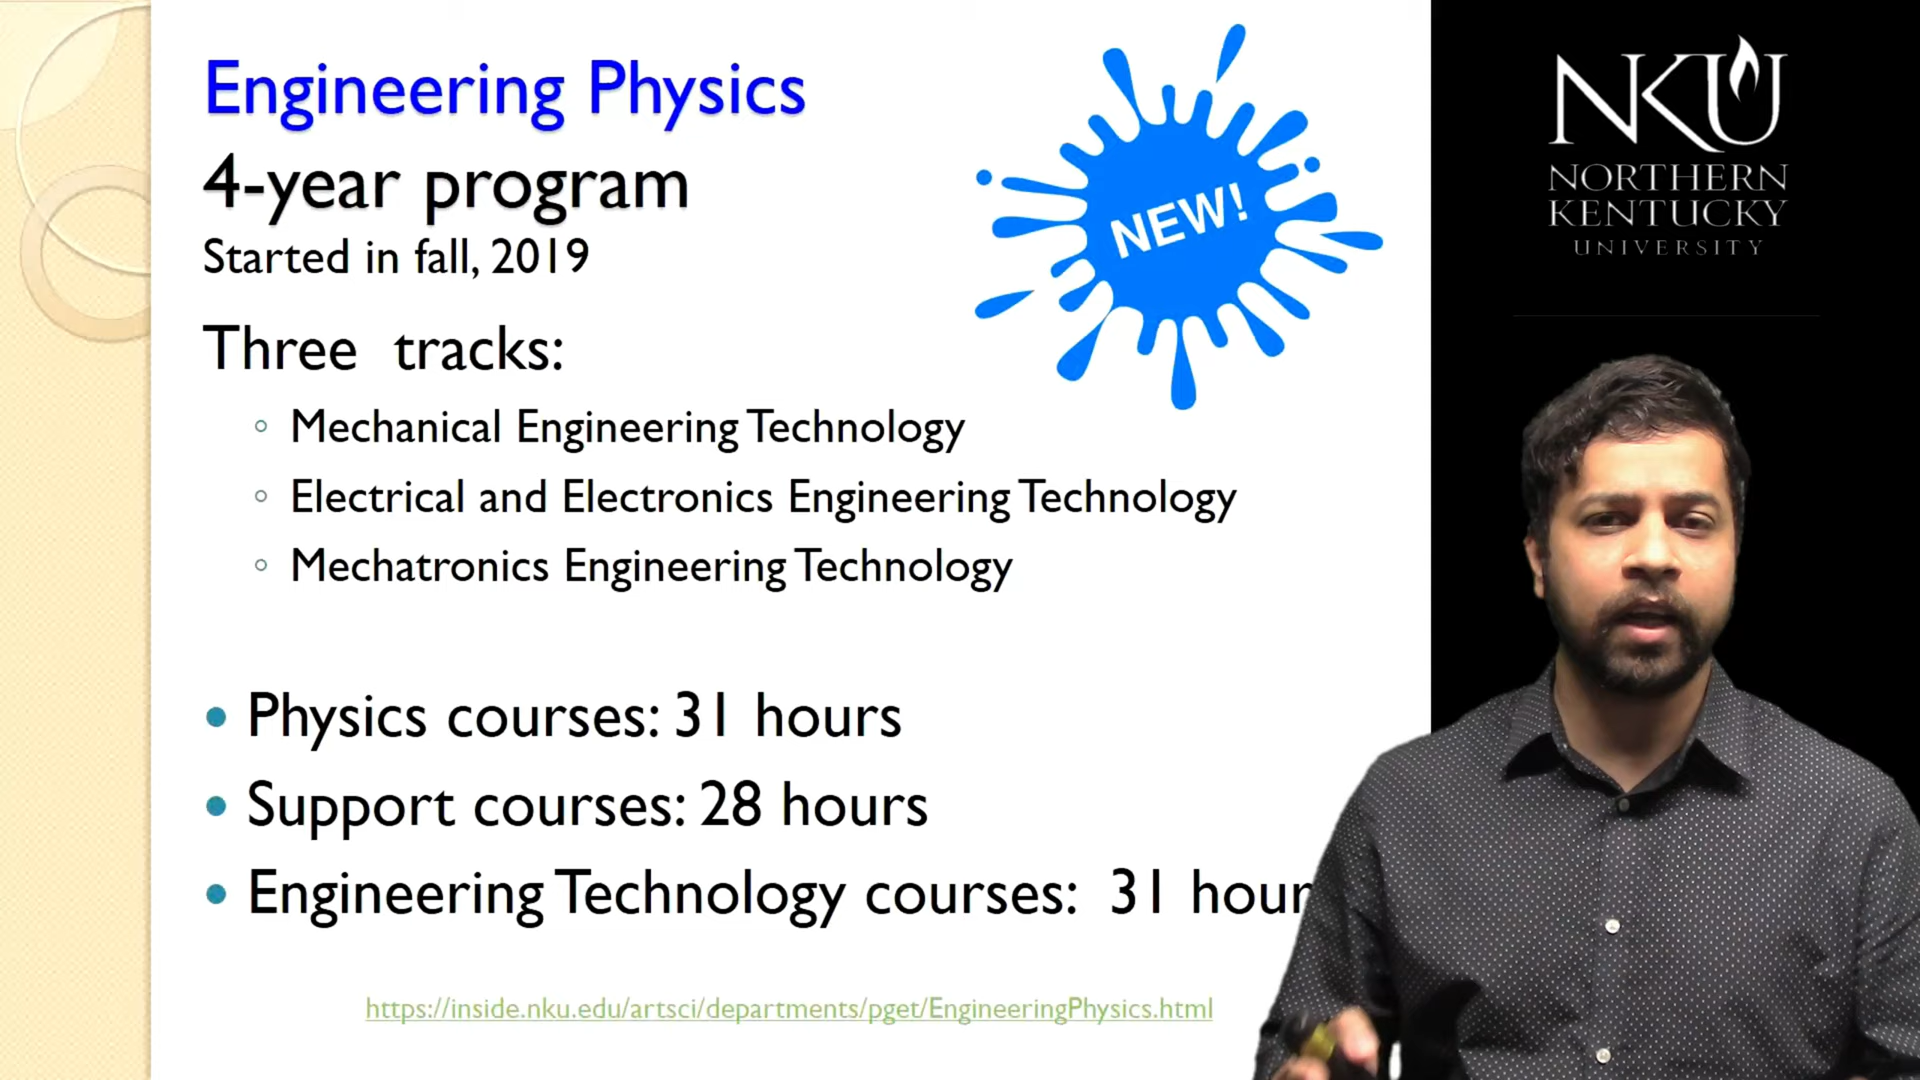 Engineering Physics
4-year program
Started in fall, 2019
NEW!
Three tracks:
Mechanical Engineering Technology
Electrical and Electronics Engineering Technology
Mechatronics Engineering Technology
Physics courses: 31 hours
Support courses: 28 hours
Engineering Technology courses: 31 hour
https://inside.nku.edu/artsci/departments/pget/EngineeringPhysics.html
NKU
NORTHERN
KENTUCKY
UNIVERSITY